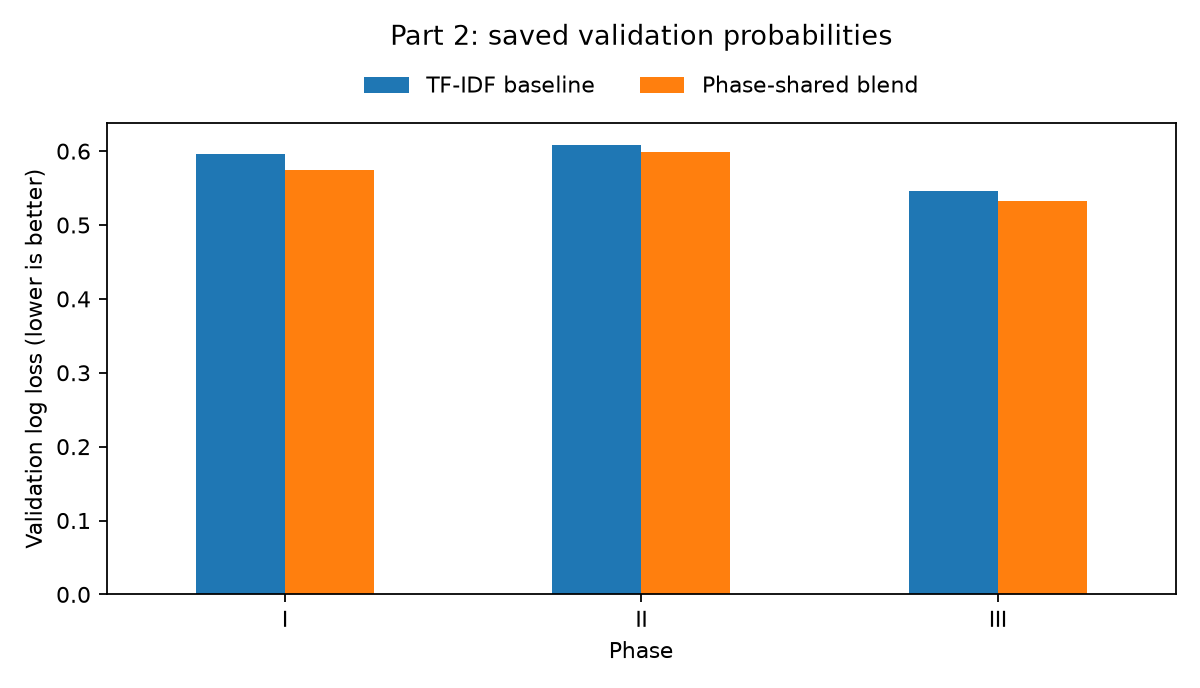 Part 2: saved validation probabilities
TF-IDF baseline
Phase-shared blend
Validation log loss (lower is better)
0.6
0.5
0.4
0.3
0.2
0.1
0.0
I
II
III
Phase